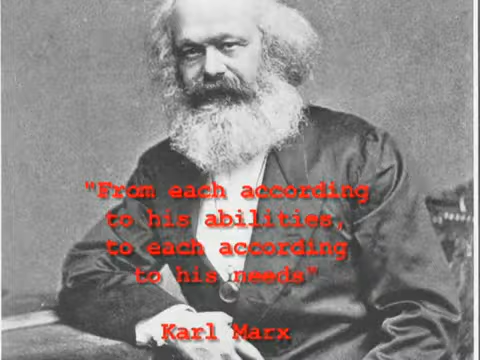 "From each according
to his abilities,
to each according
to his needs"
Karl Marx